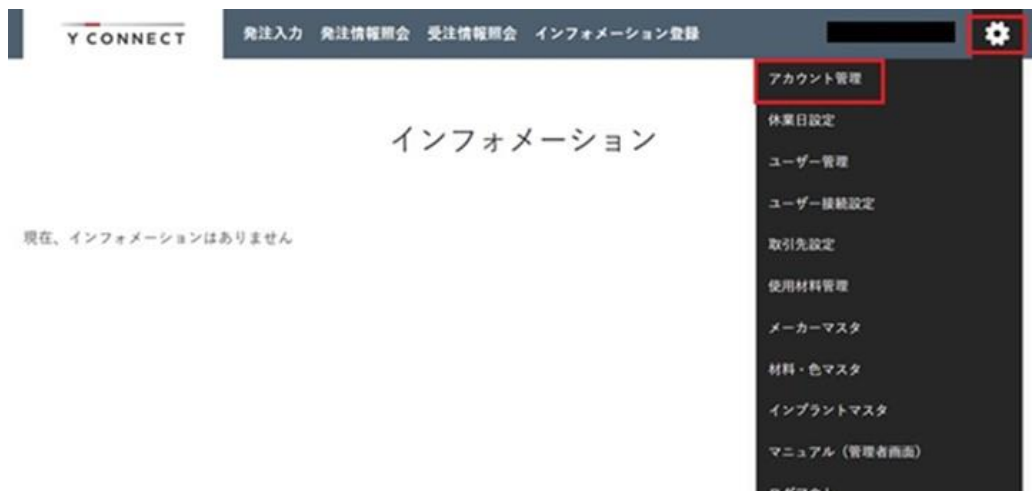 Y CONNECT
発注入力 発注情報照会 受注情報照会 インフォメーション登録
アカウント管理
休業日設定
インフォメーション
ユーザー管理
ユーザー接続設定
現在、インフォメーションはありません
取引先設定
使用材料管理
メーカーマスタ
材料・色マスタ
インプラントマスタ
マニュアル（管理者画面）